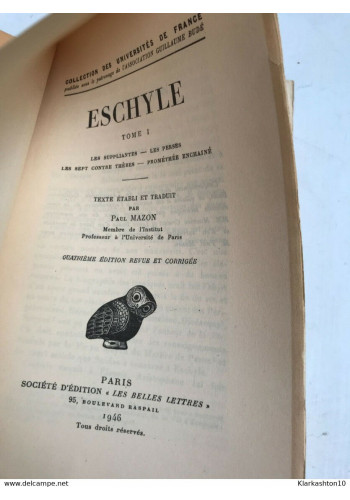 COLLECTION DES UNIVERSITÉS DE FRANCE
publiée sous le patronage de l'ASSOCIATION GUILLAUME BUDÉ
ESCHYLE
TOME I
LES SUPPLIANTES — LES PERSES
LES SEPT CONTRE THÈBES — PROMÉTHÉE ENCHAINÉ
TEXTE ÉTABLI ET TRADUIT
PAR
PAUL MAZON
Membre de l'Institut
Professeur à l'Université de Paris
QUATRIÈME ÉDITION REVUE ET CORRIGÉE
PARIS
SOCIÉTÉ D'ÉDITION « LES BELLES LETTRES »
95, BOULEVARD RASPAIL
1946
Tous droits réservés.
www.delcampe.net
Klarkashton10